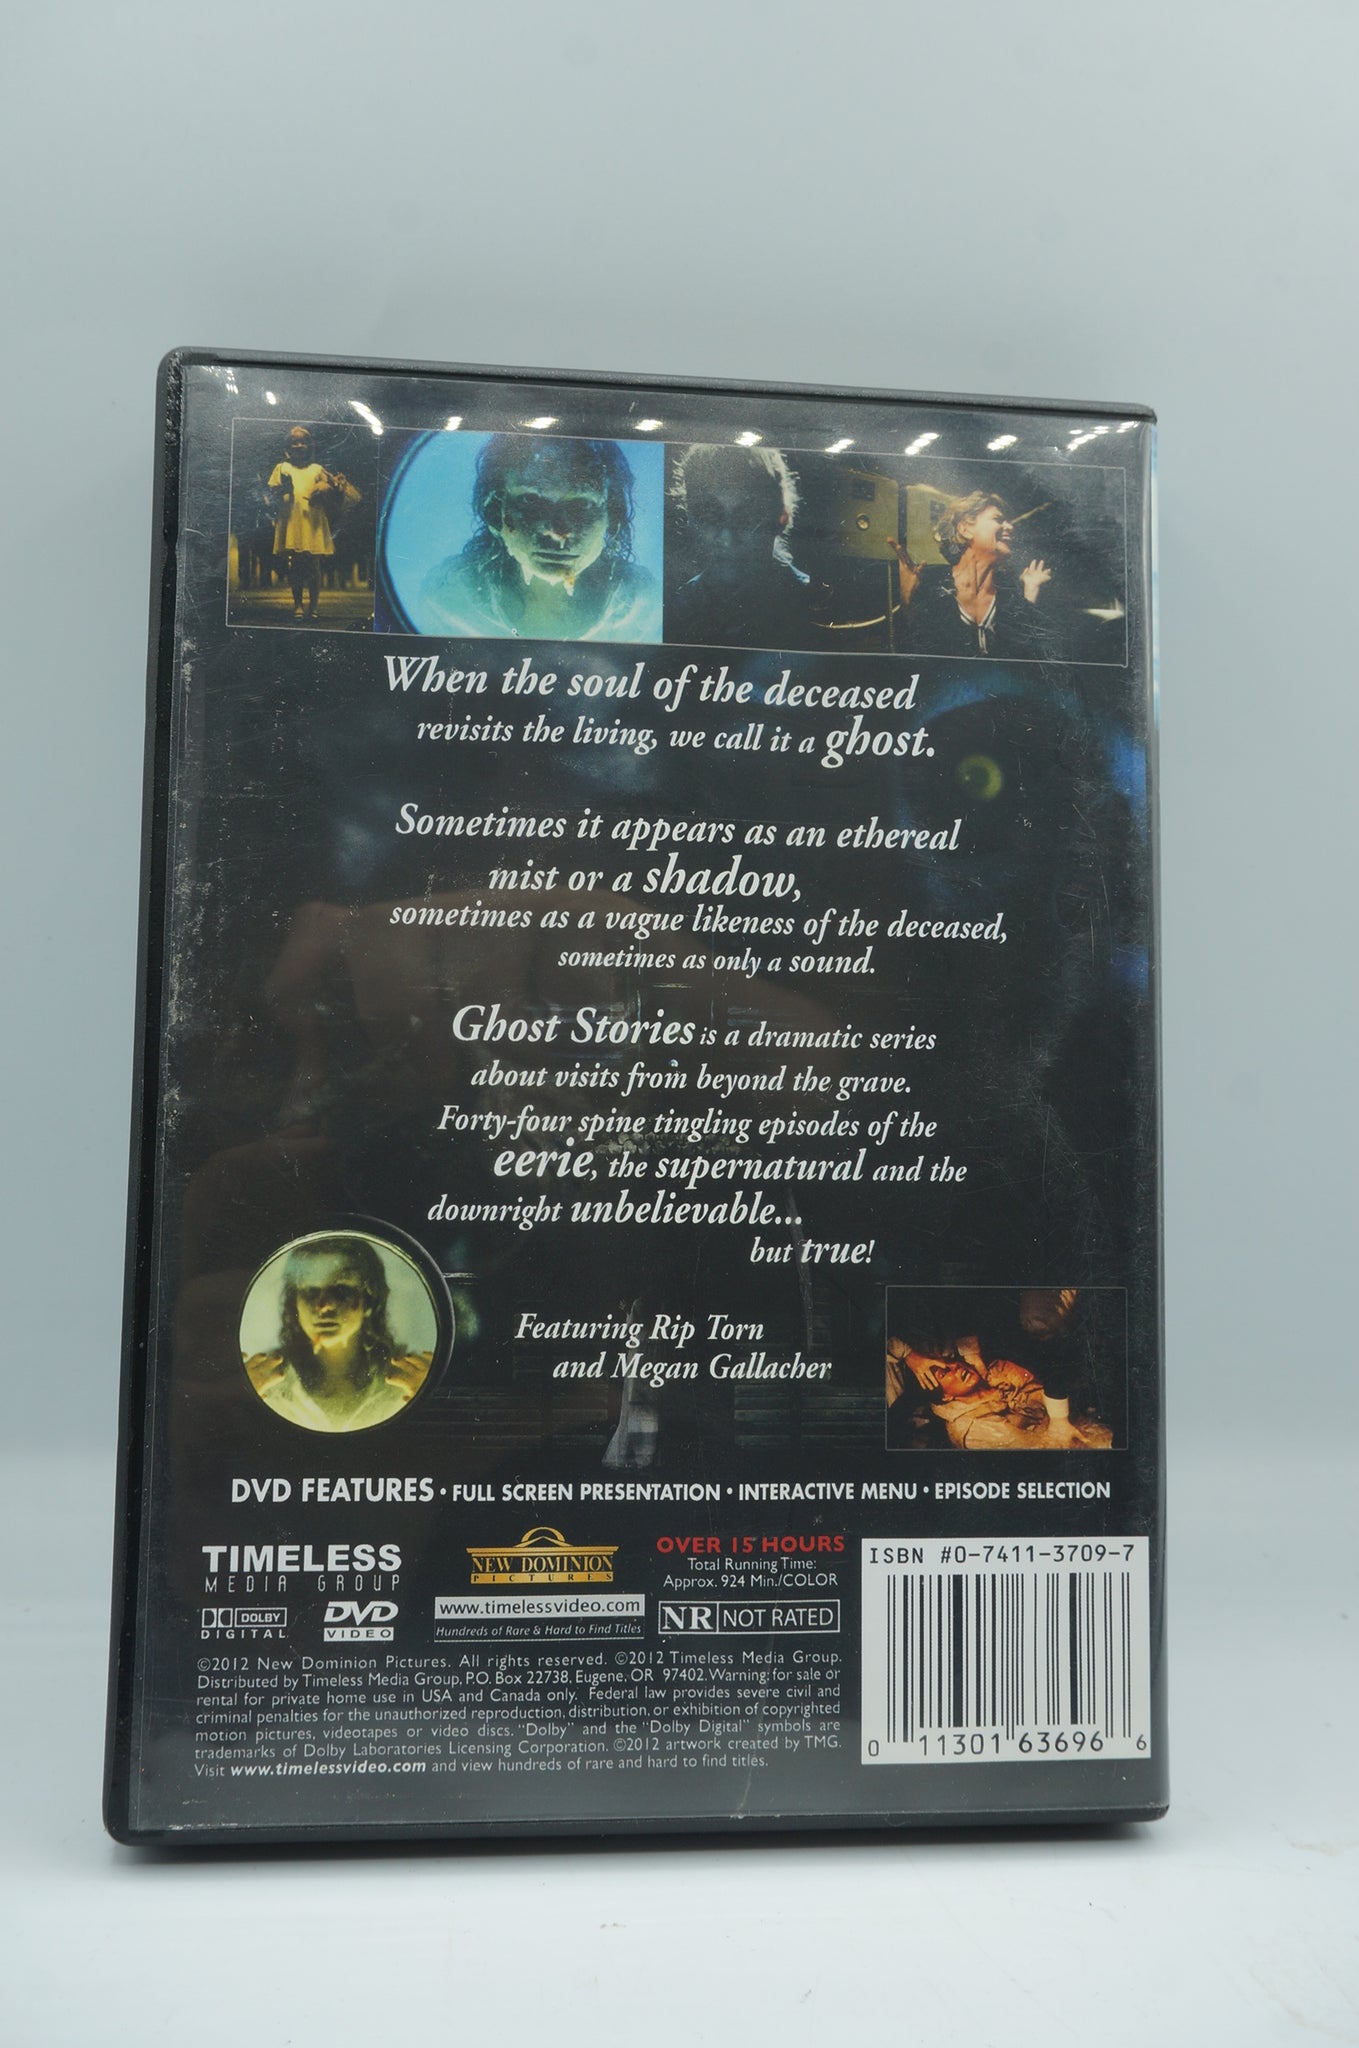 When the soul of the deceased
revisits the living, we call it a ghost.
Sometimes it appears as an ethereal
mist or a shadow,
sometimes as a vague likeness of the deceased,
sometimes as only a sound.
Ghost Stories is a dramatic series
about visits from beyond the grave.
Forty-four spine tingling episodes of the
eerie, the supernatural and the
downright unbelievable...
but true!
Featuring Rip Torn
and Megan Gallacher
DVD FEATURES • FULL SCREEN PRESENTATION • INTERACTIVE MENU • EPISODE SELECTION
TIMELESS
MEDIA GROUP
DOLBY
DIGITAL
DVD
VIDEO
NEW DOMINION
PICTURES
www.timelessvideo.com
Hundreds of Rare & Hard to Find Titles
OVER 15 HOURS
Total Running Time:
Approx. 924 Min./COLOR
NR NOT RATED
ISBN #0-7411-3709-7
0 11301 63696 6
©2012 New Dominion Pictures. All rights reserved. ©2012 Timeless Media Group.
Distributed by Timeless Media Group, P.O. Box 22738, Eugene, OR 97402. Warning: for sale or
rental for private home use in USA and Canada only. Federal law provides severe civil and
criminal penalties for the unauthorized reproduction, distribution, or exhibition of copyrighted
motion pictures, videotapes or video discs. "Dolby" and the "Dolby Digital" symbols are
trademarks of Dolby Laboratories Licensing Corporation. ©2012 artwork created by TMG.
Visit www.timelessvideo.com and view hundreds of rare and hard to find titles.